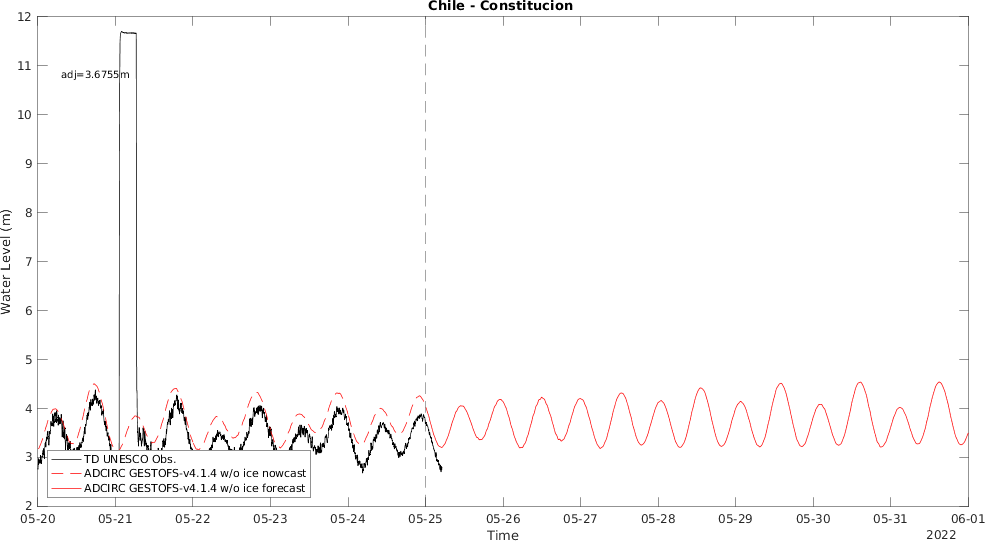 Chile - Constitucion
12
11
10
9
8
7
6
5
4
3
2
Water Level (m)
adj=3.6755m
TD UNESCO Obs.
ADCIRC GESTOFS-v4.1.4 w/o ice nowcast
ADCIRC GESTOFS-v4.1.4 w/o ice forecast
05-20 05-21 05-22 05-23 05-24 05-25 05-26 05-27 05-28 05-29 05-30 05-31 06-01
Time
2022